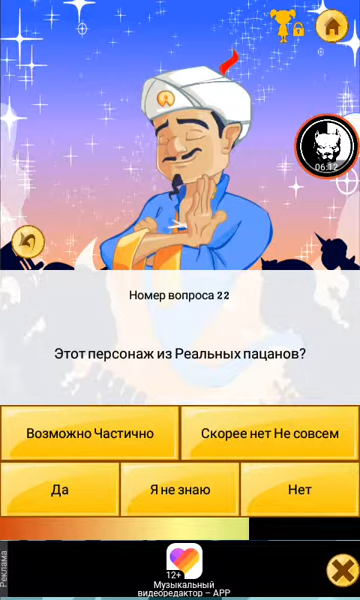 06:12
Номер вопроса 22
Этот персонаж из Реальных пацанов?
Возможно Частично
Скорее нет Не совсем
Да
Я не знаю
Нет
Реклама
12+
Музыкальный
видеоредактор – APP